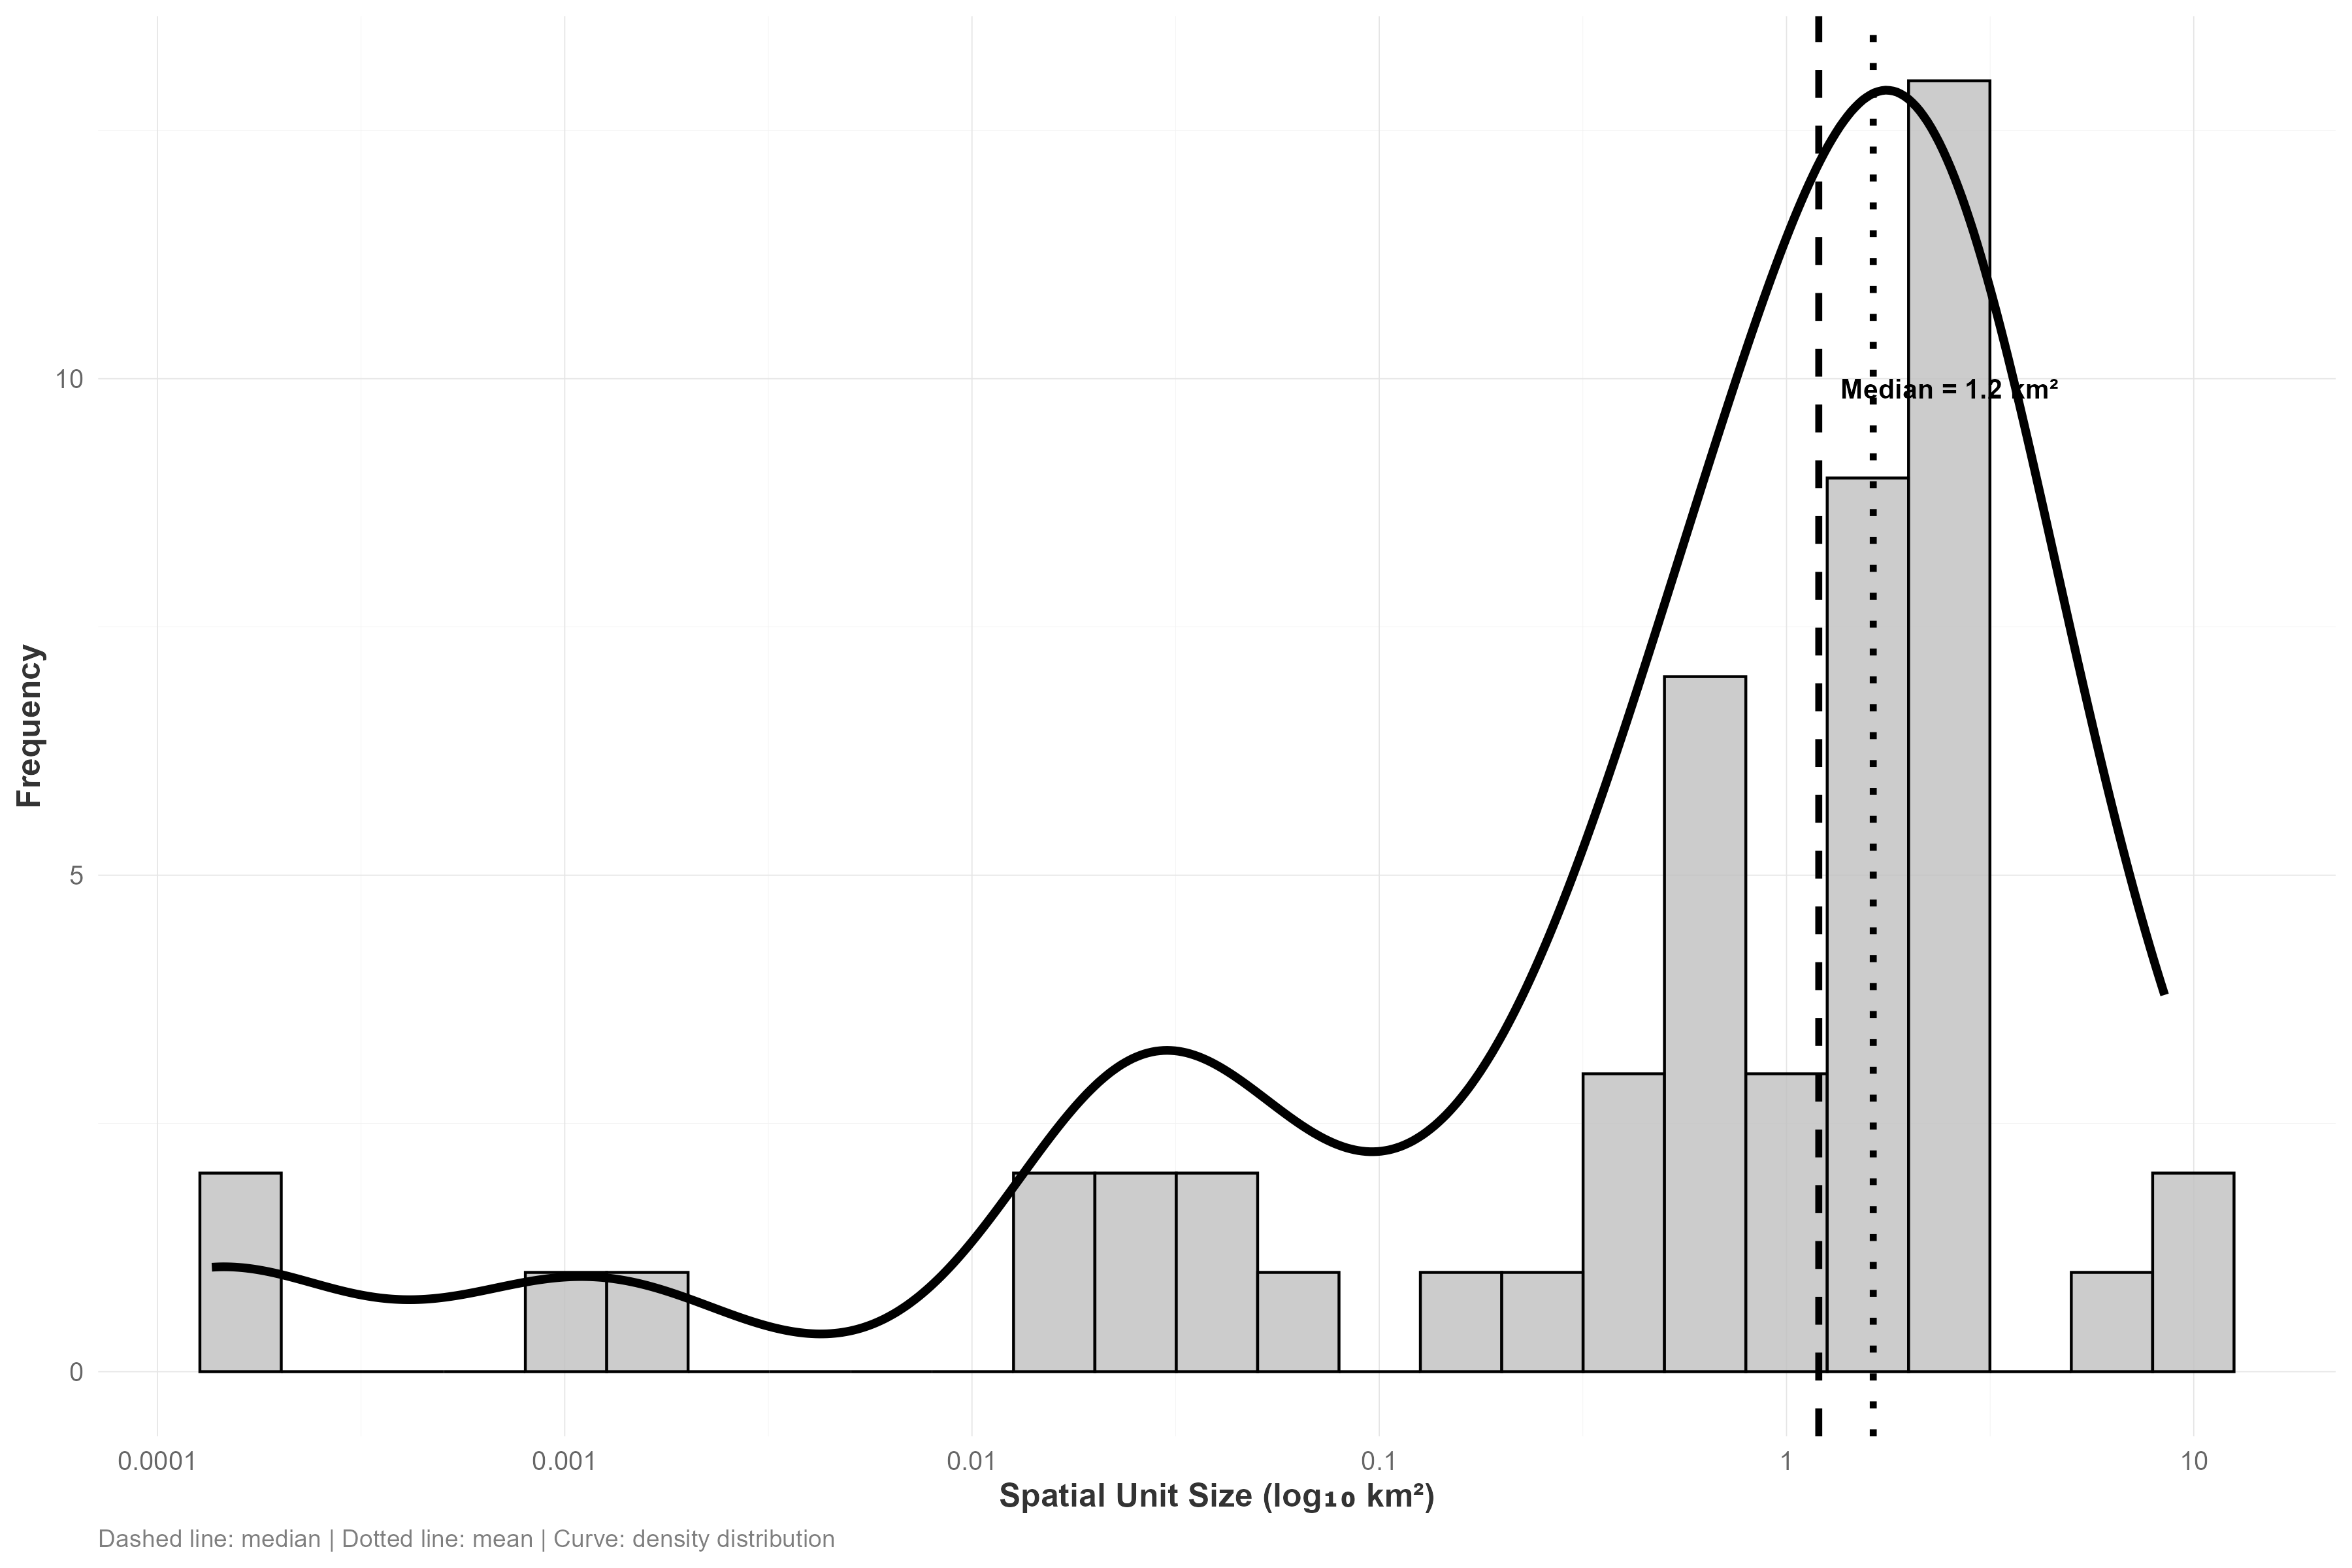 Frequency
10
5
0
Median = 1.2 km²
0.0001
0.001
0.01
0.1
1
10
Spatial Unit Size (log₁₀ km²)
Dashed line: median | Dotted line: mean | Curve: density distribution